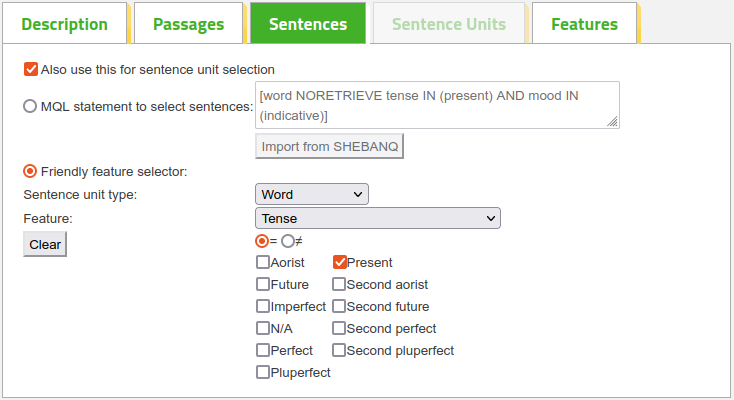 Description Passages Sentences Sentence Units Features
Also use this for sentence unit selection
MQL statement to select sentences: [word NORETRIEVE tense IN (present) AND mood IN
(indicative)]
Import from SHEBANQ
Friendly feature selector:
Sentence unit type: Word
Feature: Tense
Clear = ≠
Aorist Present
Future Second aorist
Imperfect Second future
N/A Second perfect
Perfect Second pluperfect
Pluperfect